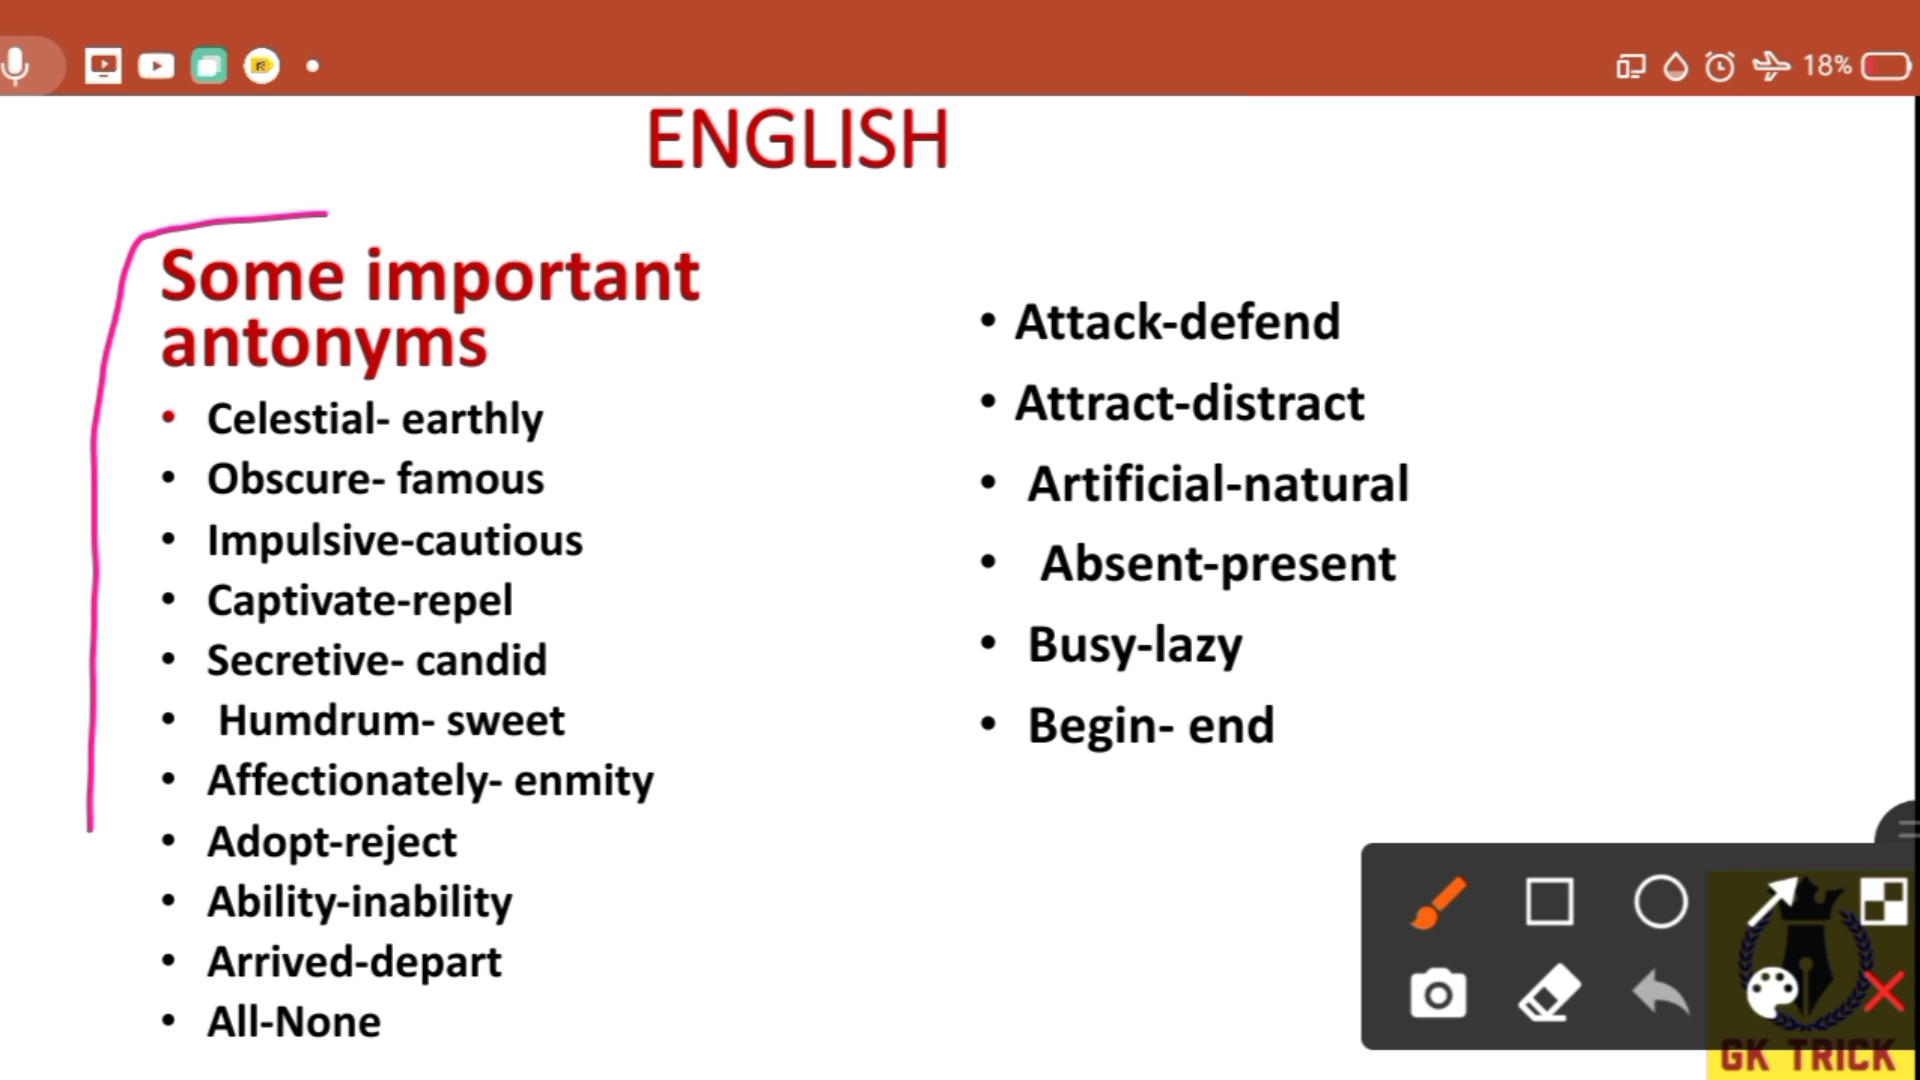 18%
ENGLISH
Some important
antonyms
• Celestial- earthly
• Obscure- famous
• Impulsive-cautious
• Captivate-repel
• Secretive- candid
• Humdrum- sweet
• Affectionately- enmity
• Adopt-reject
• Ability-inability
• Arrived-depart
• All-None
• Attack-defend
• Attract-distract
• Artificial-natural
• Absent-present
• Busy-lazy
• Begin- end
GK TRICK